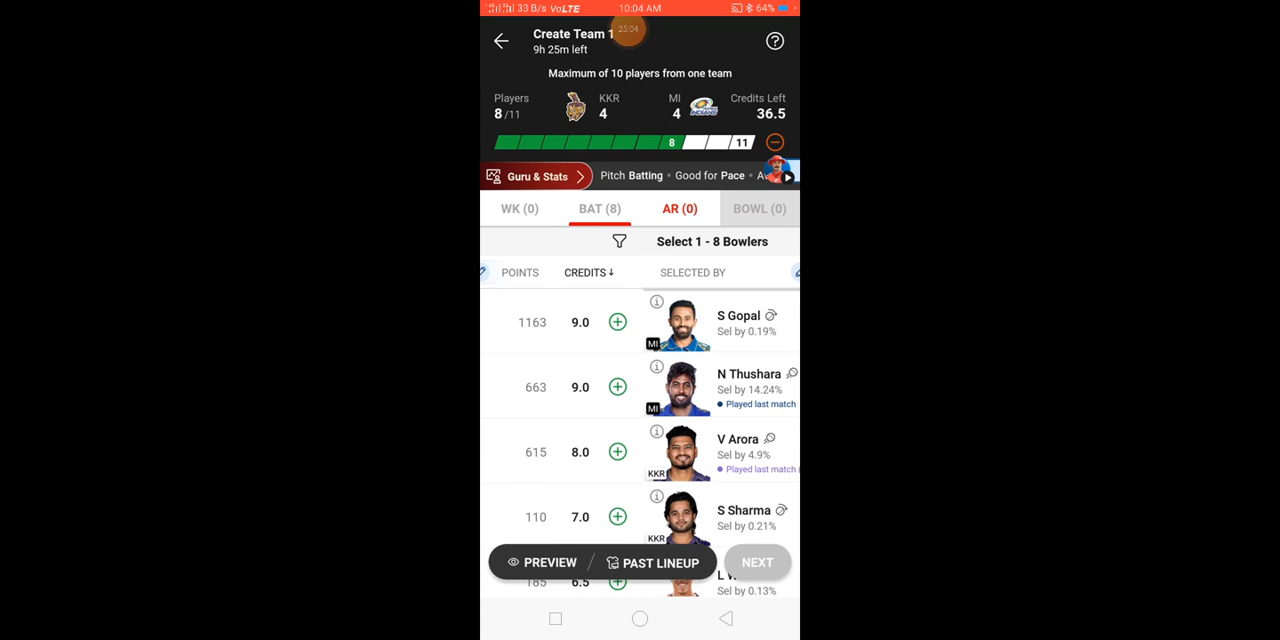 33 B/s VoLTE 10:04 AM 64%
Create Team 1
25:04
9h 25m left
Maximum of 10 players from one team
Players KKR MI Credits Left
8/11 4 4 36.5
8 11
Guru & Stats Pitch Batting • Good for Pace •
WK (0) BAT (8) AR (0) BOWL (0)
Select 1 - 8 Bowlers
POINTS CREDITS↓ SELECTED BY
1163 9.0 MI S Gopal
Sel by 0.19%
663 9.0 MI N Thushara
Sel by 14.24%
Played last match
615 8.0 KKR V Arora
Sel by 4.9%
Played last match
110 7.0 KKR S Sharma
Sel by 0.21%
PREVIEW / PAST LINEUP NEXT
185 6.5
Sel by 0.13%